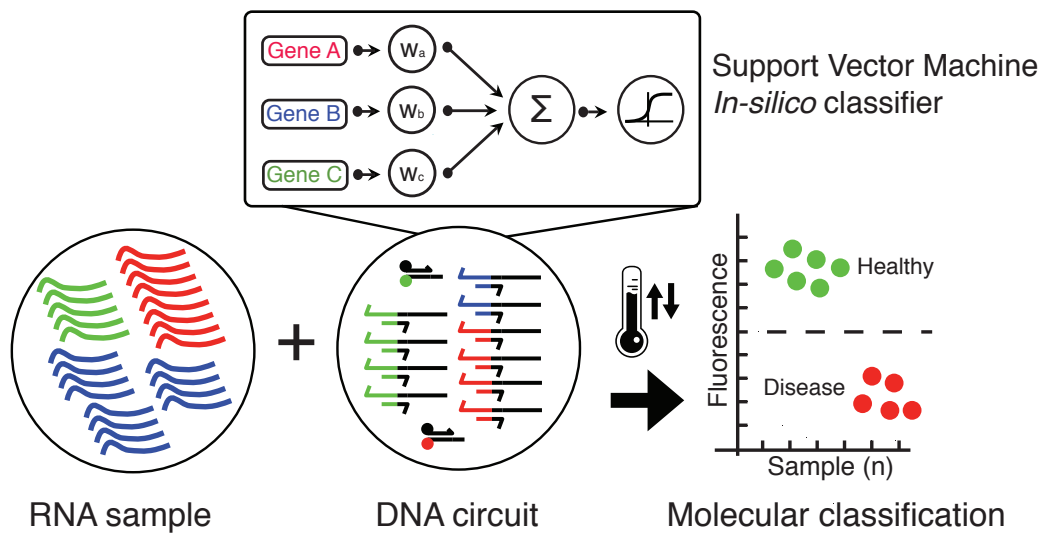 Gene A
Wa
Gene B
Wb
Gene C
Wc
Σ
Support Vector Machine
In-silico classifier
+
Healthy
Disease
Fluorescence
Sample (n)
RNA sample
DNA circuit
Molecular classification